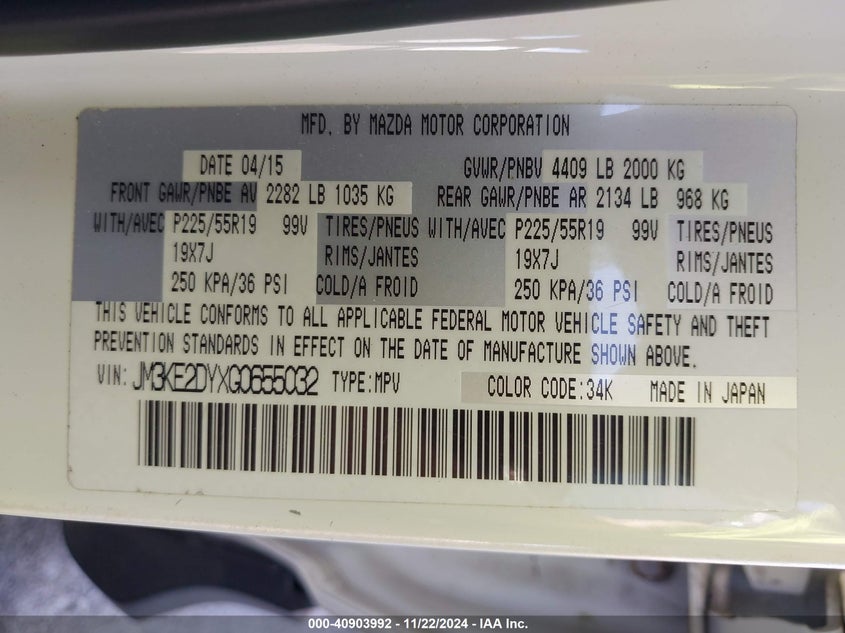 MFD. BY MAZDA MOTOR CORPORATION
DATE 04/15 GVWR/PNBV 4409 LB 2000 KG
FRONT GAWR/PNBE AV 2282 LB 1035 KG REAR GAWR/PNBE AR 2134 LB 968 KG
WITH/AVEC P225/55R19 99V TIRES/PNEUS WITH/AVEC P225/55R19 99V TIRES/PNEUS
19X7J RIMS/JANTES 19X7J RIMS/JANTES
250 KPA/36 PSI COLD/A FROID 250 KPA/36 PSI COLD/A FROID
THIS VEHICLE CONFORMS TO ALL APPLICABLE FEDERAL MOTOR VEHICLE SAFETY AND THEFT
PREVENTION STANDARDS IN EFFECT ON THE DATE OF MANUFACTURE SHOWN ABOVE.
VIN: JM3KE2DYXG0655032 TYPE:MPV COLOR CODE:34K MADE IN JAPAN
000-40903992 - 11/22/2024 - IAA Inc.